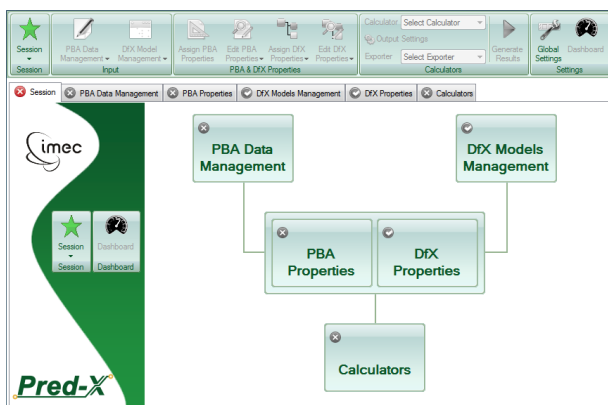 Session
PBA Data
Management
DfX Model
Management
Assign PBA
Properties
Edit PBA
Properties
Assign DfX
Properties
Edit DfX
Properties
Calculator Select Calculator
Output Settings
Exporter Select Exporter
Generate
Results
Global
Settings
Dashboard
Session
Input
PBA & DfX Properties
Calculators
Settings
Session
PBA Data Management
PBA Properties
DfX Models Management
DfX Properties
Calculators
imec
PBA Data
Management
DfX Models
Management
Session
Dashboard
Session
Dashboard
PBA
Properties
DfX
Properties
Calculators
Pred-X